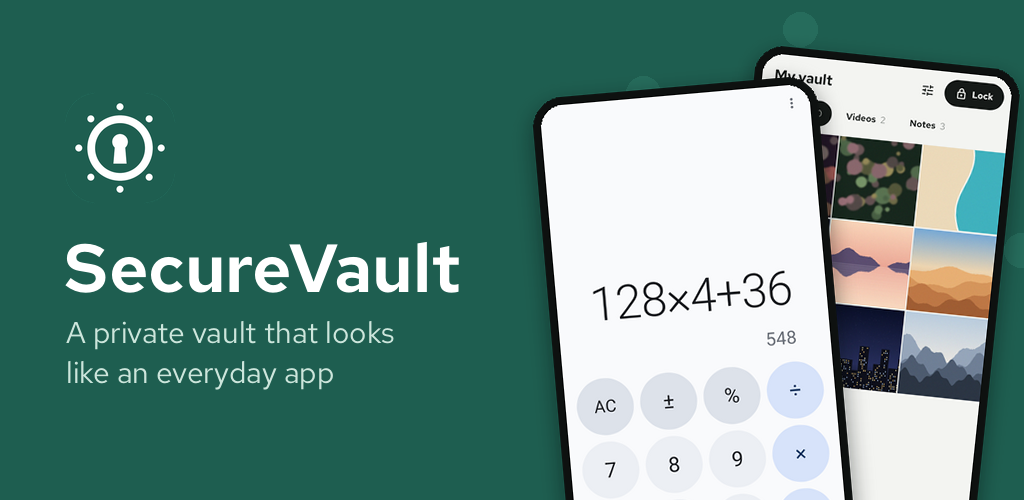 SecureVault
A private vault that looks
like an everyday app
128×4+36
548
AC ± % ÷
7 8 9 ×
My vault
Lock
Videos 2 Notes 3